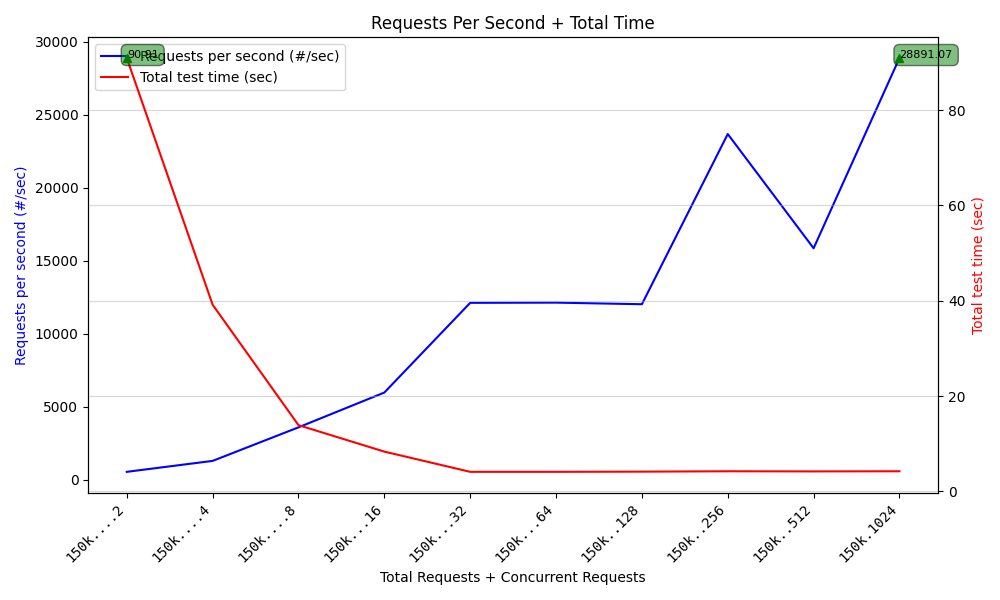 Requests Per Second + Total Time
90.91
Requests per second (#/sec)
Total test time (sec)
28891.07
Requests per second (#/sec)
30000
25000
20000
15000
10000
5000
0
80
60
40
20
0
Total test time (sec)
150k....2
150k....4
150k....8
150k...16
150k...32
150k...64
150k..128
150k..256
150k..512
150k.1024
Total Requests + Concurrent Requests